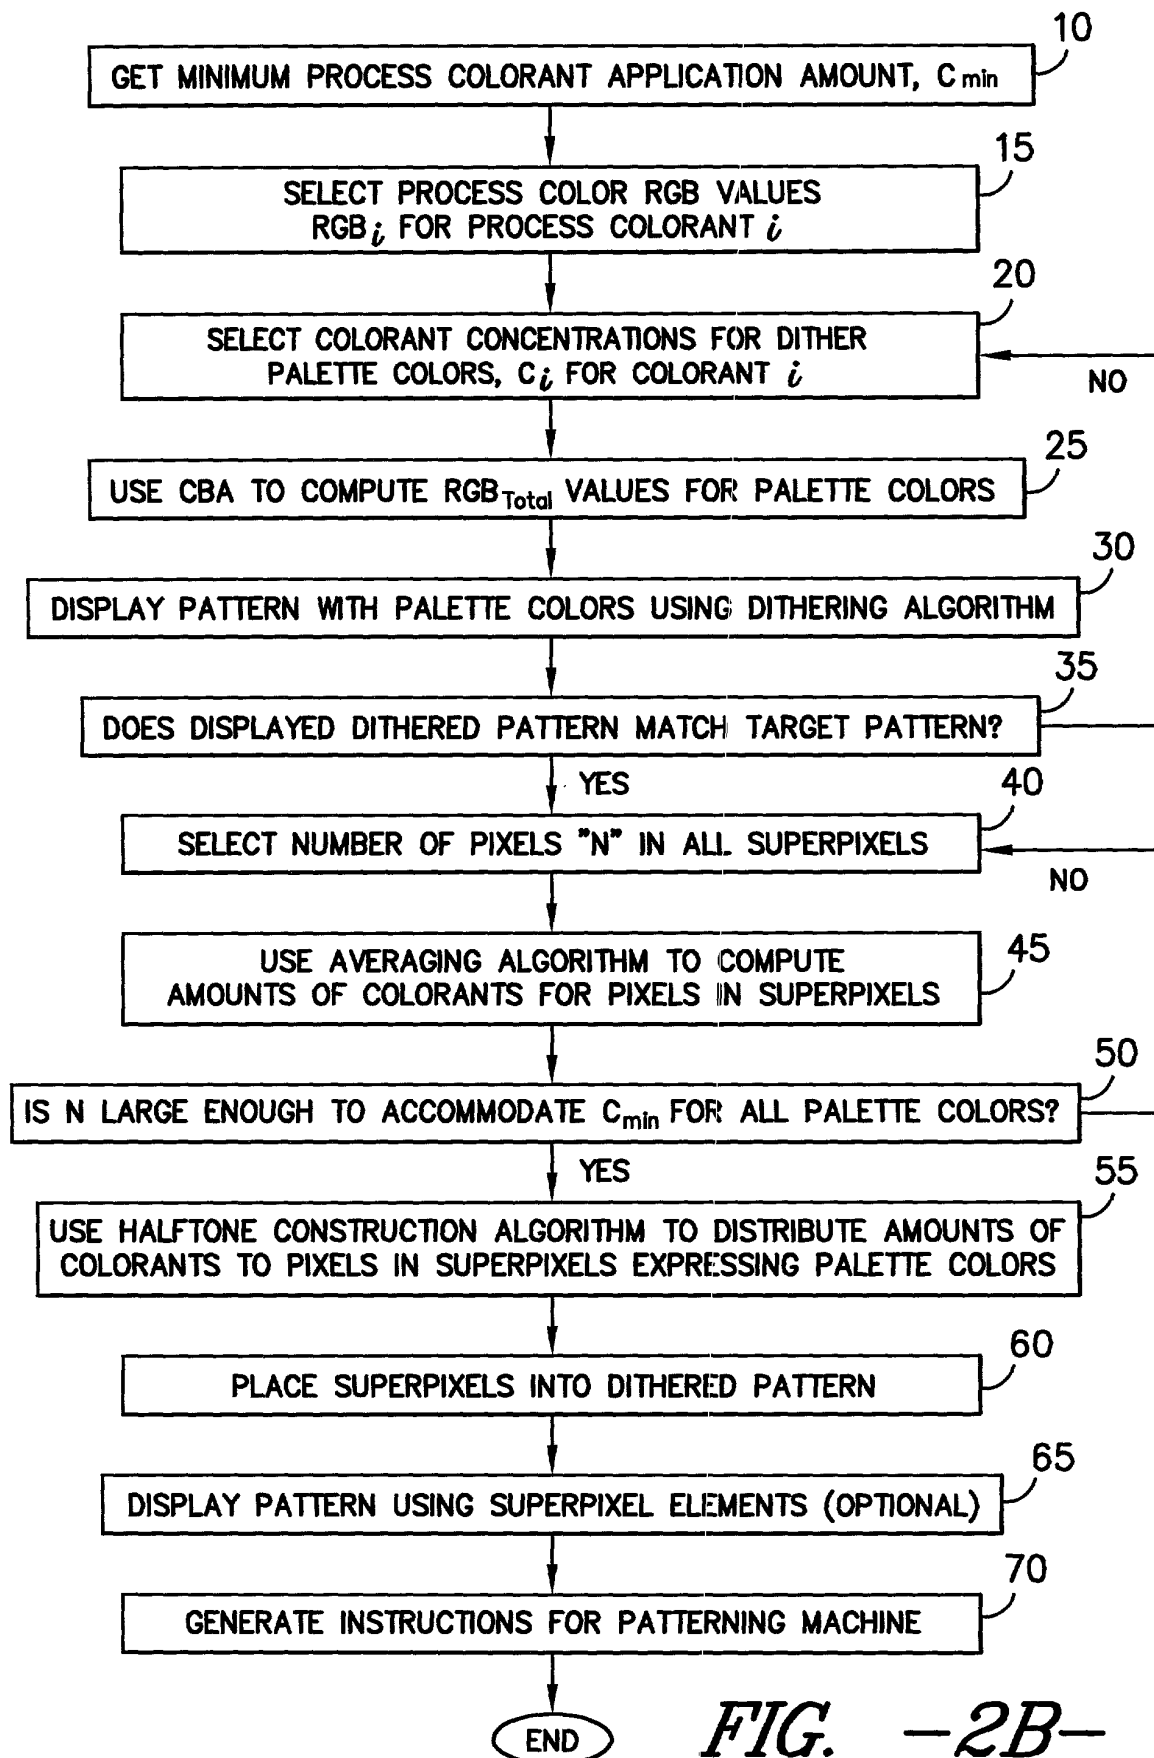 10
GET MINIMUM PROCESS COLORANT APPLICATION AMOUNT, Cmin
15
SELECT PROCESS COLOR RGB VALUES
RGBi FOR PROCESS COLORANT i
20
SELECT COLORANT CONCENTRATIONS FOR DITHER
PALETTE COLORS, Ci FOR COLORANT i
NO
25
USE CBA TO COMPUTE RGBTotal VALUES FOR PALETTE COLORS
30
DISPLAY PATTERN WITH PALETTE COLORS USING DITHERING ALGORITHM
35
DOES DISPLAYED DITHERED PATTERN MATCH TARGET PATTERN?
YES
40
SELECT NUMBER OF PIXELS "N" IN ALL SUPERPIXELS
NO
45
USE AVERAGING ALGORITHM TO COMPUTE
AMOUNTS OF COLORANTS FOR PIXELS IN SUPERPIXELS
50
IS N LARGE ENOUGH TO ACCOMMODATE Cmin FOR ALL PALETTE COLORS?
YES
55
USE HALFTONE CONSTRUCTION ALGORITHM TO DISTRIBUTE AMOUNTS OF
COLORANTS TO PIXELS IN SUPERPIXELS EXPRESSING PALETTE COLORS
60
PLACE SUPERPIXELS INTO DITHERED PATTERN
65
DISPLAY PATTERN USING SUPERPIXEL ELEMENTS (OPTIONAL)
70
GENERATE INSTRUCTIONS FOR PATTERNING MACHINE
END
FIG. -2B-